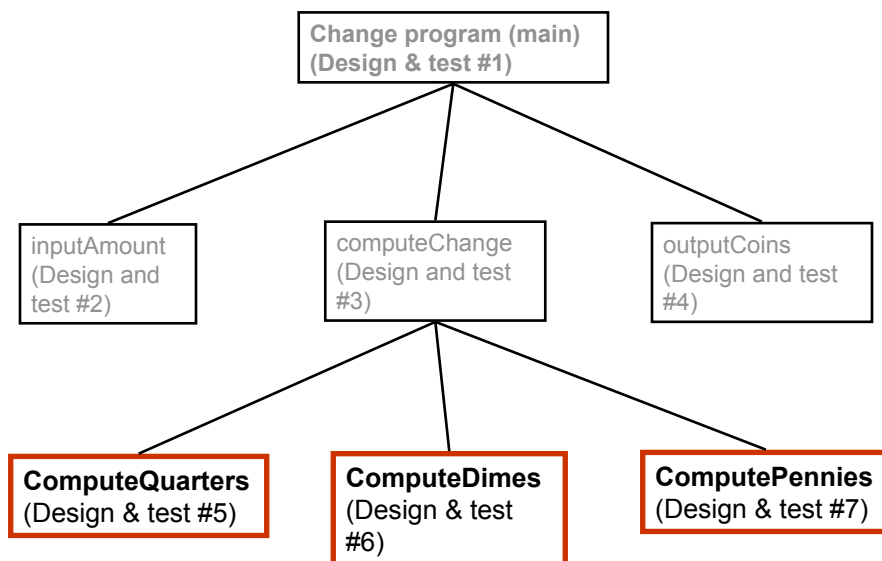 Change program (main)
(Design & test #1)
inputAmount
(Design and
test #2)
computeChange
(Design and test
#3)
outputCoins
(Design and test
#4)
ComputeQuarters
(Design & test #5)
ComputeDimes
(Design & test
#6)
ComputePennies
(Design & test #7)